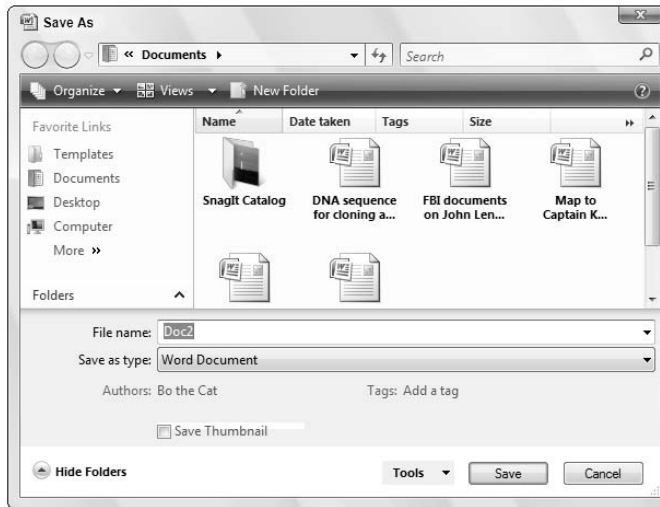 Save As
« Documents ▸
Search
Organize Views New Folder
Favorite Links
Name Date taken Tags Size »
Templates
Documents
Desktop
Computer
More »
SnagIt Catalog
DNA sequence
for cloning a...
FBI documents
on John Len...
Map to
Captain K...
Folders
File name: Doc2
Save as type: Word Document
Authors: Bo the Cat Tags: Add a tag
Save Thumbnail
Hide Folders Tools Save Cancel